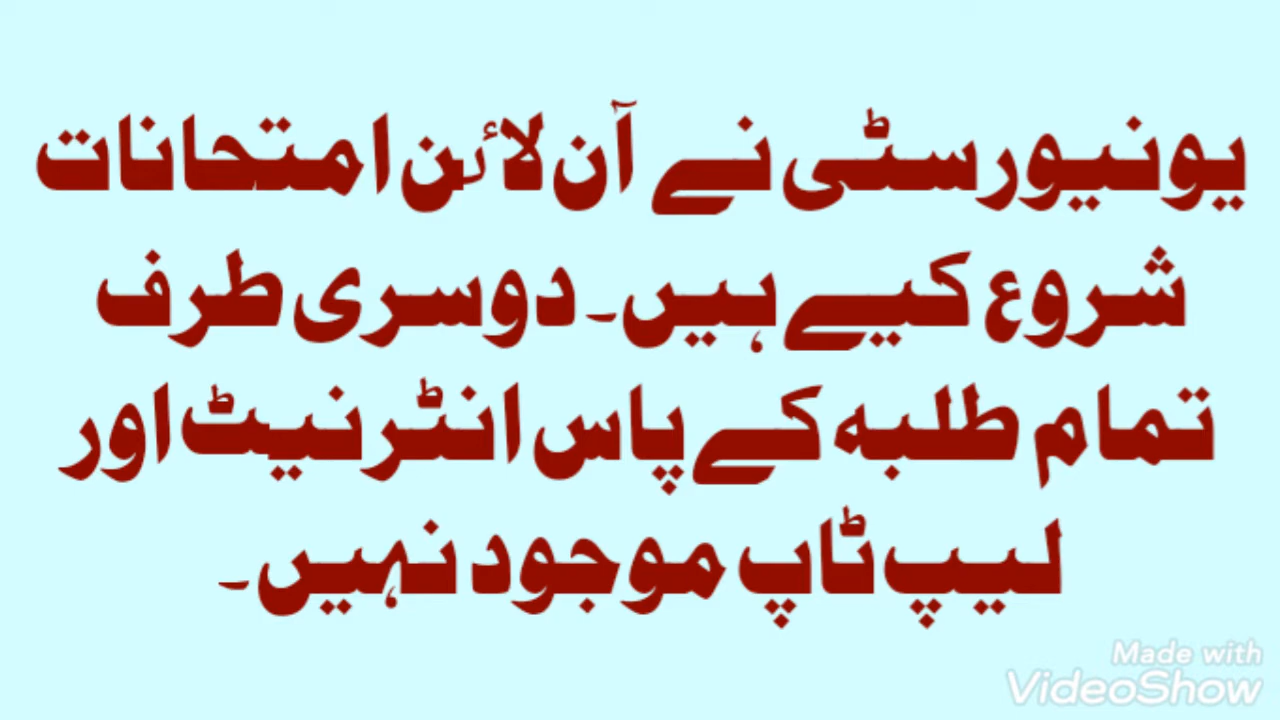 یونیورسٹی نے آن لائن امتحانات
شروع کیے ہیں۔ دوسری طرف
تمام طلبہ کے پاس انٹرنیٹ اور
لیپ ٹاپ موجود نہیں۔
Made with
VideoShow